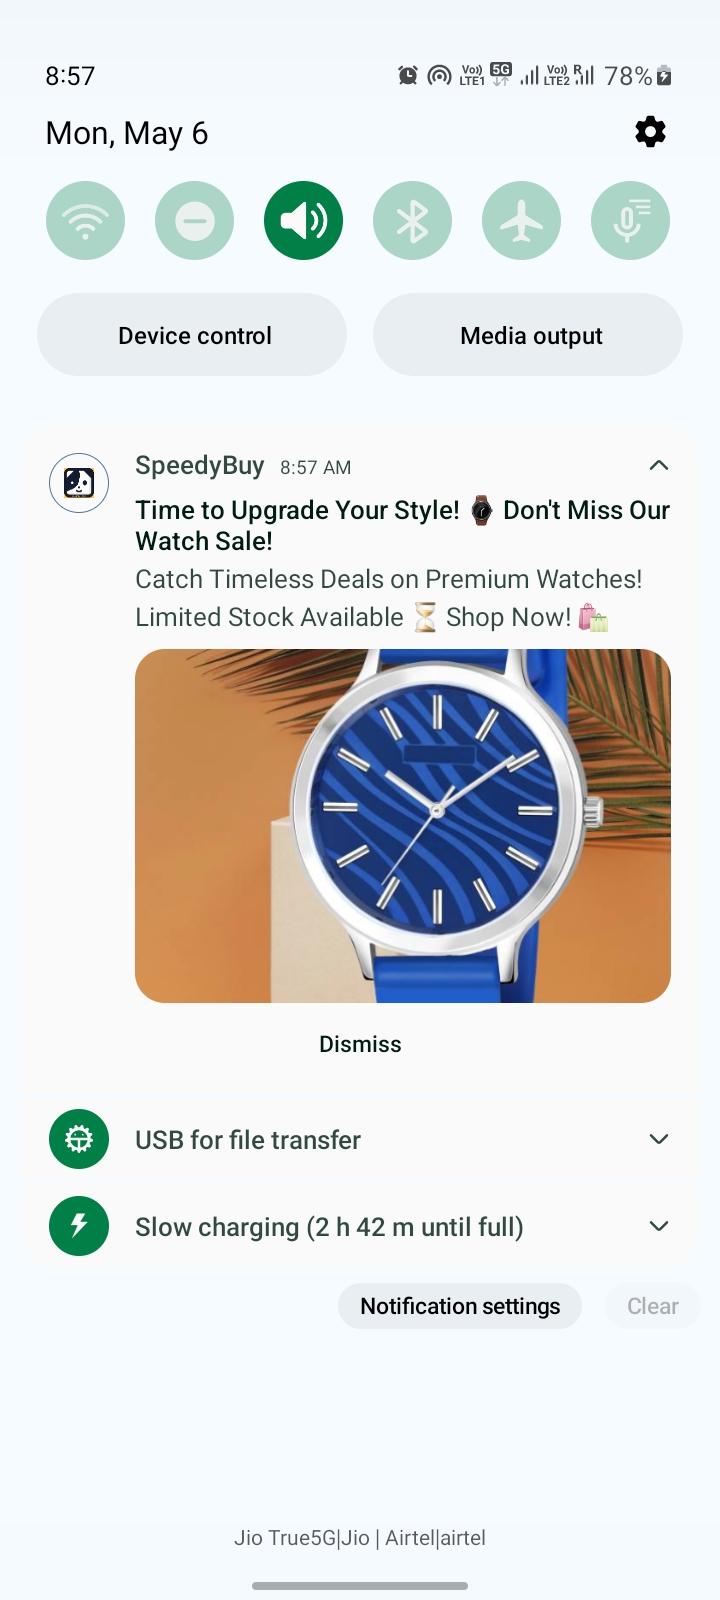 8:57 Vo) LTE1 5G Vo) LTE2 R 78%
Mon, May 6
Device control Media output
SpeedyBuy 8:57 AM
Time to Upgrade Your Style! ⌚ Don't Miss Our
Watch Sale!
Catch Timeless Deals on Premium Watches!
Limited Stock Available ⏳ Shop Now! 🛍️
Dismiss
USB for file transfer
Slow charging (2 h 42 m until full)
Notification settings Clear
Jio True5G|Jio | Airtel|airtel